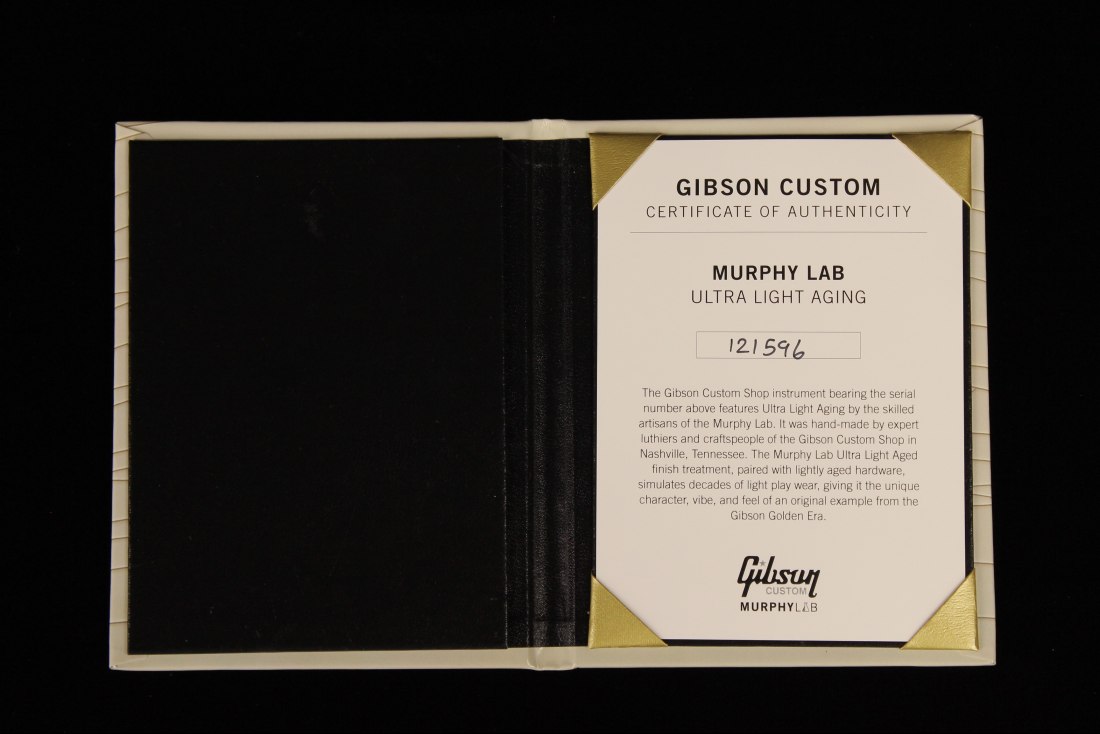 GIBSON CUSTOM
CERTIFICATE OF AUTHENTICITY
MURPHY LAB
ULTRA LIGHT AGING
121596
The Gibson Custom Shop instrument bearing the serial
number above features Ultra Light Aging by the skilled
artisans of the Murphy Lab. It was hand-made by expert
luthiers and craftspeople of the Gibson Custom Shop in
Nashville, Tennessee. The Murphy Lab Ultra Light Aged
finish treatment, paired with lightly aged hardware,
simulates decades of light play wear, giving it the unique
character, vibe, and feel of an original example from the
Gibson Golden Era.
Gibson
CUSTOM
MURPHYLAB